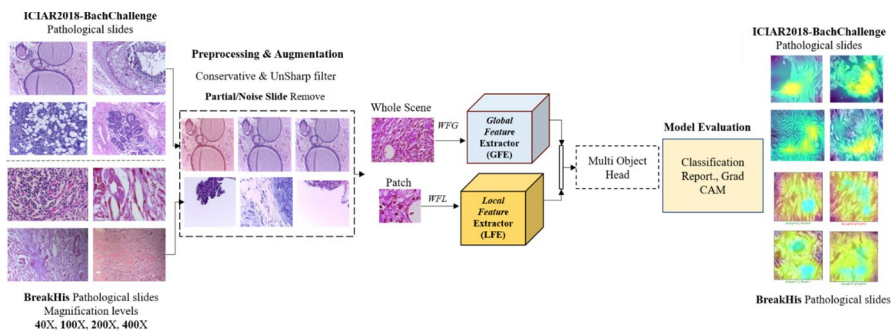 ICIAR2018-BachChallenge
Pathological slides
Preprocessing & Augmentation
Conservative & UnSharp filter
Partial/Noise Slide Remove
Whole Scene
WFG
Global
Feature
Extractor
(GFE)
Patch
WFL
Local
Feature
Extractor
(LFE)
Multi Object
Head
Model Evaluation
Classification
Report., Grad
CAM
ICIAR2018-BachChallenge
Pathological slides
BreakHis Pathological slides
BreakHis Pathological slides
Magnification levels
40X, 100X, 200X, 400X